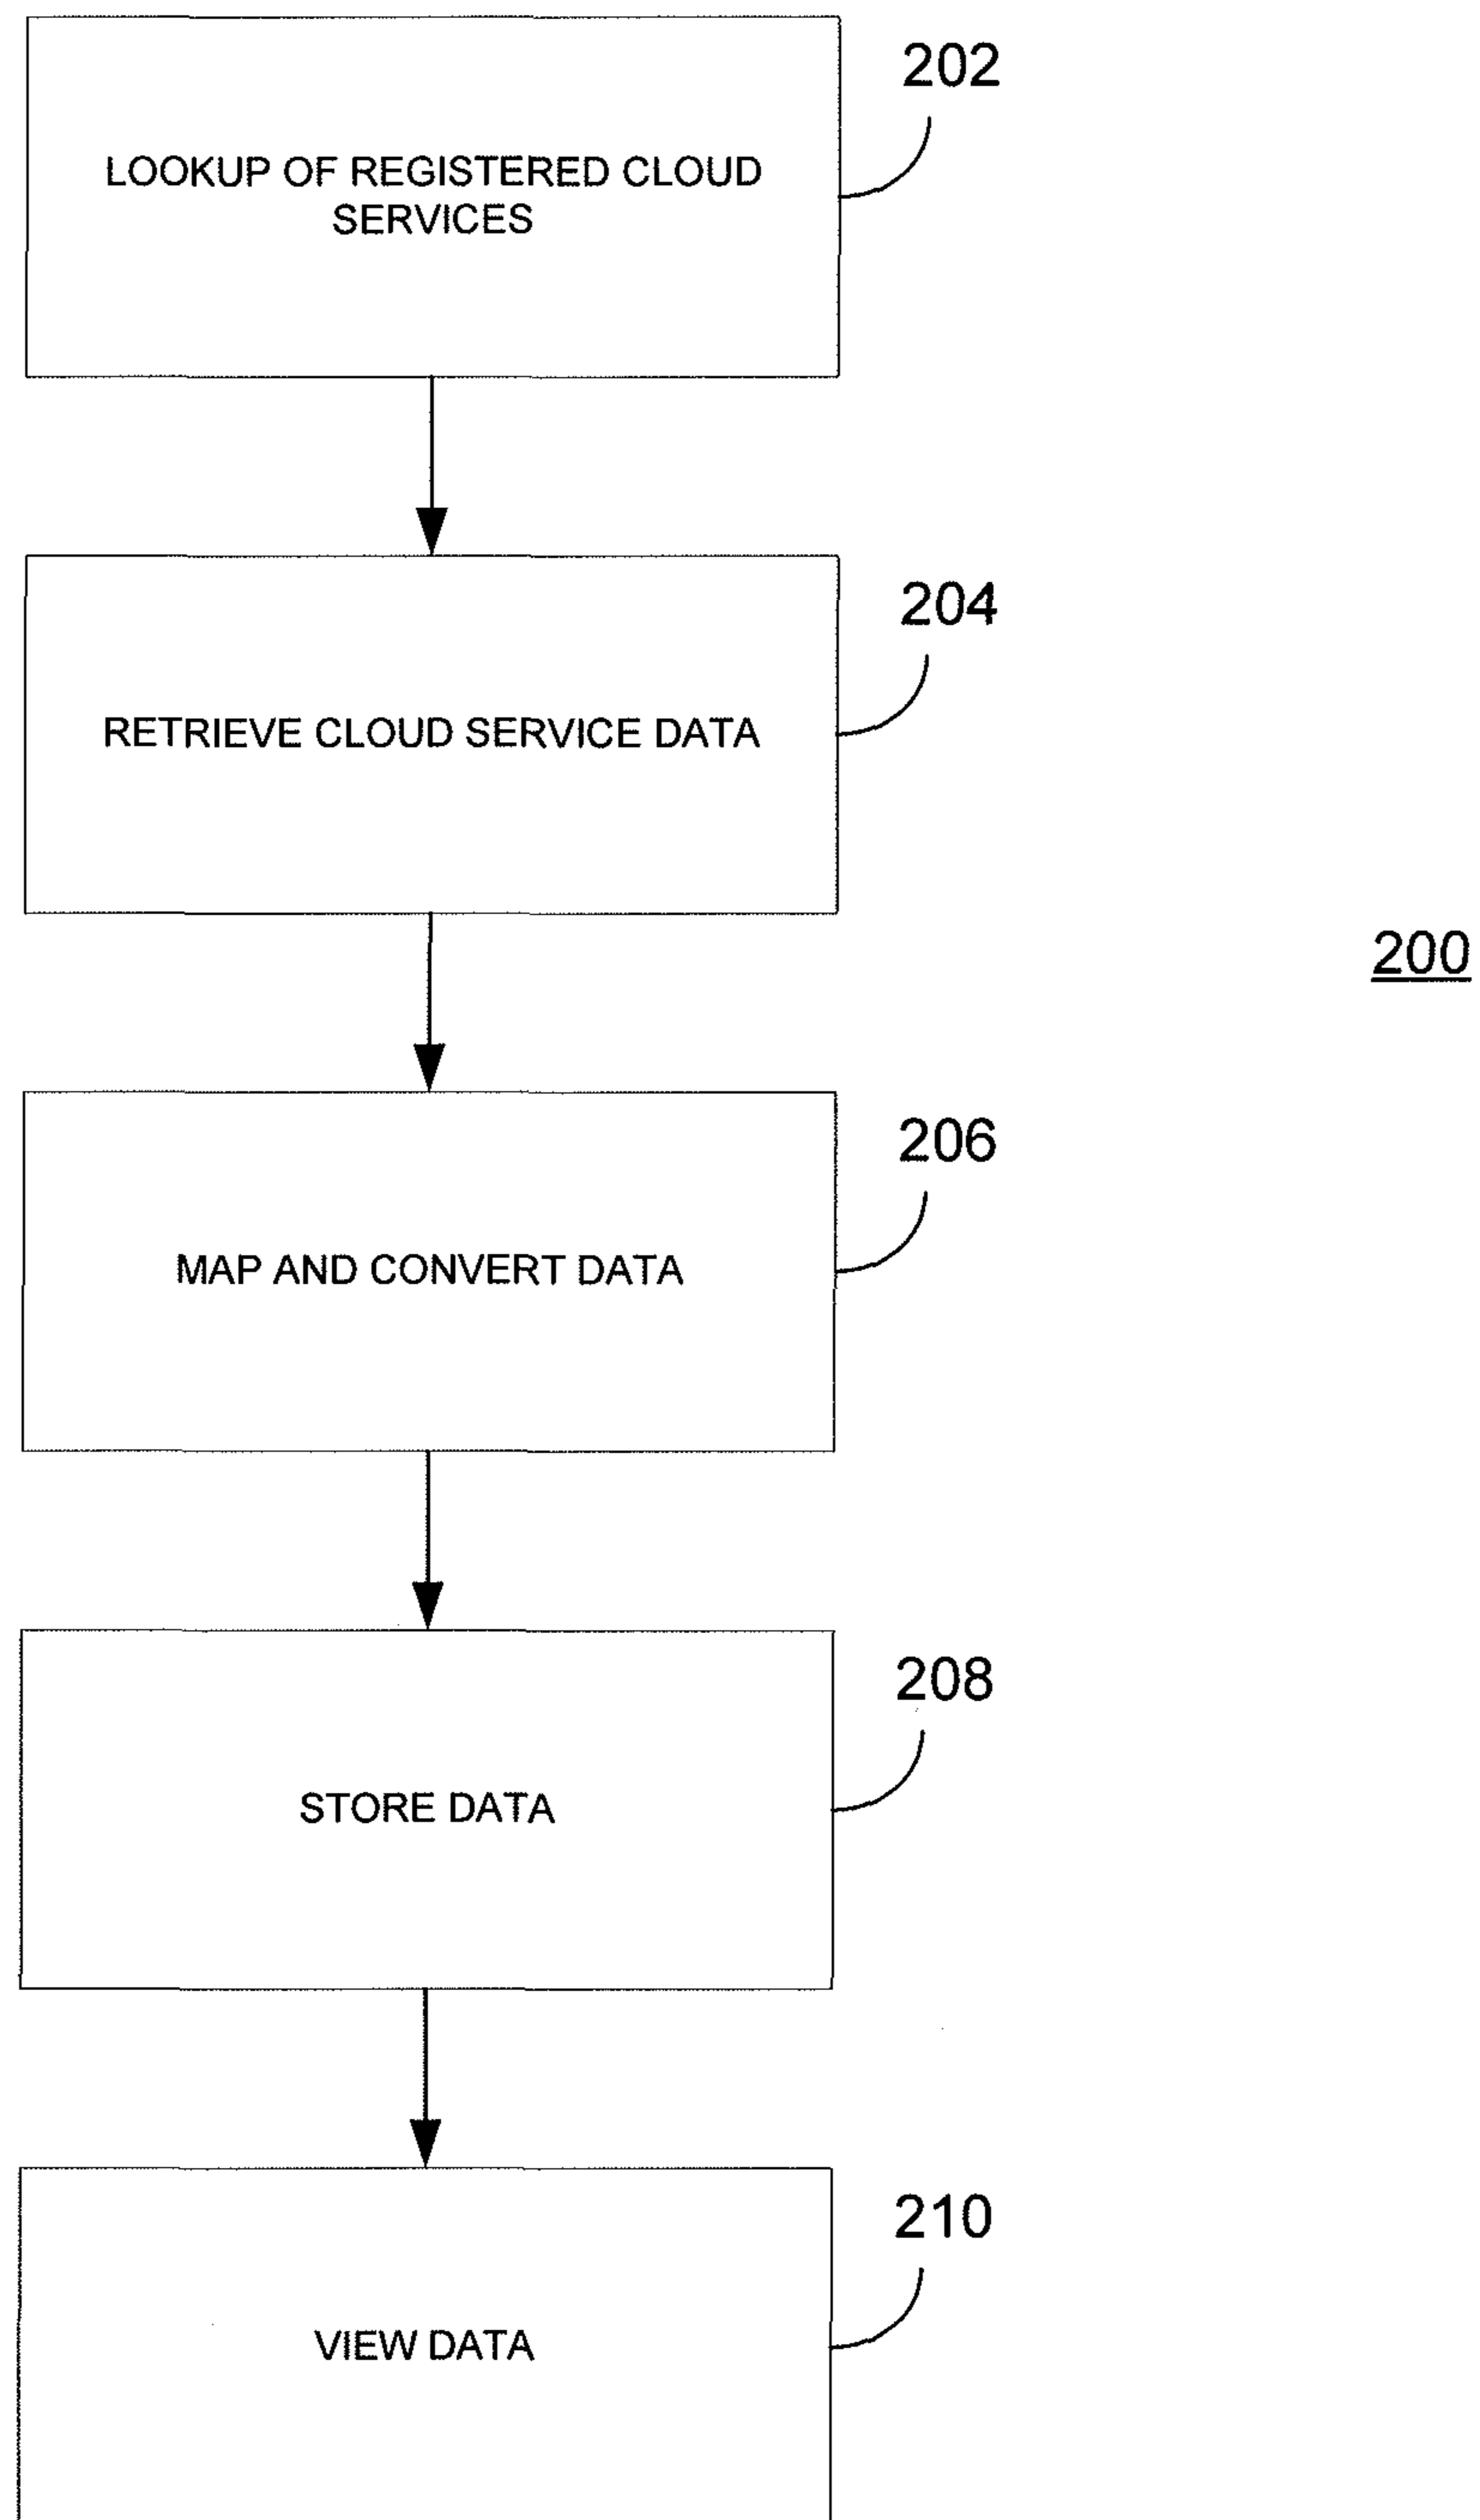 202
LOOKUP OF REGISTERED CLOUD
SERVICES
204
RETRIEVE CLOUD SERVICE DATA
200
206
MAP AND CONVERT DATA
208
STORE DATA
210
VIEW DATA